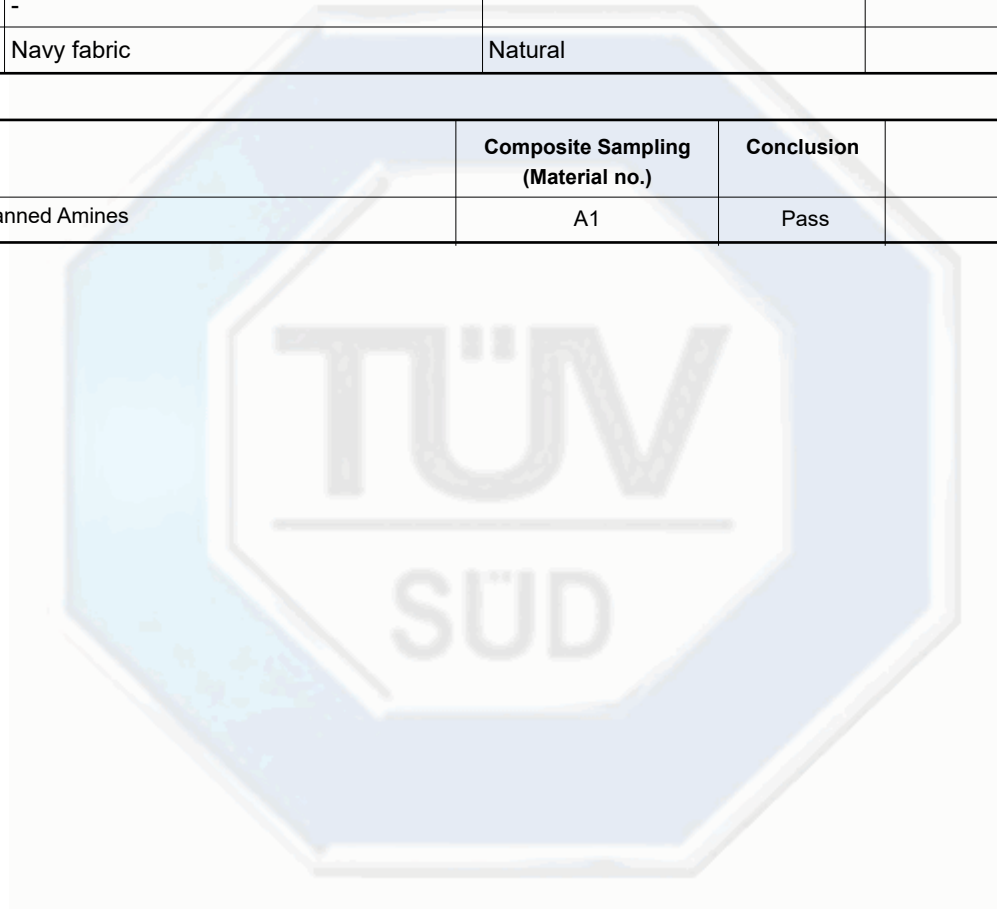 -
Navy fabric Natural
Composite Sampling Conclusion
(Material no.)
anned Amines A1 Pass
TÜV
SÜD